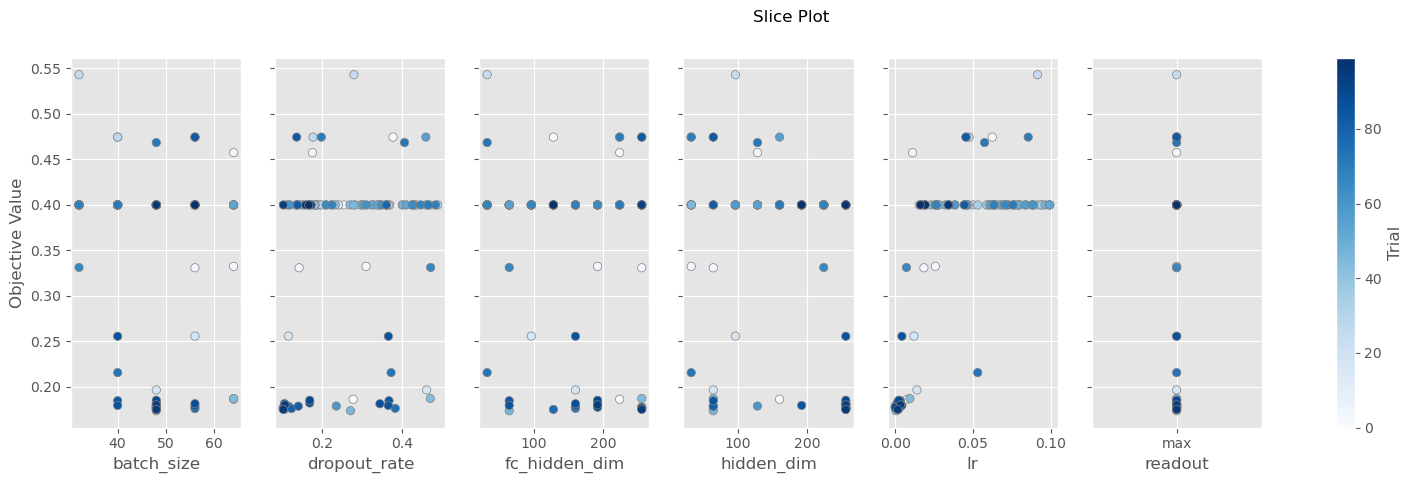 Slice Plot
Objective Value
0.55
0.50
0.45
0.40
0.35
0.30
0.25
0.20
40 50 60
batch_size
0.2 0.4
dropout_rate
100 200
fc_hidden_dim
100 200
hidden_dim
0.00 0.05 0.10
lr
max
readout
80
60
40
20
0
Trial